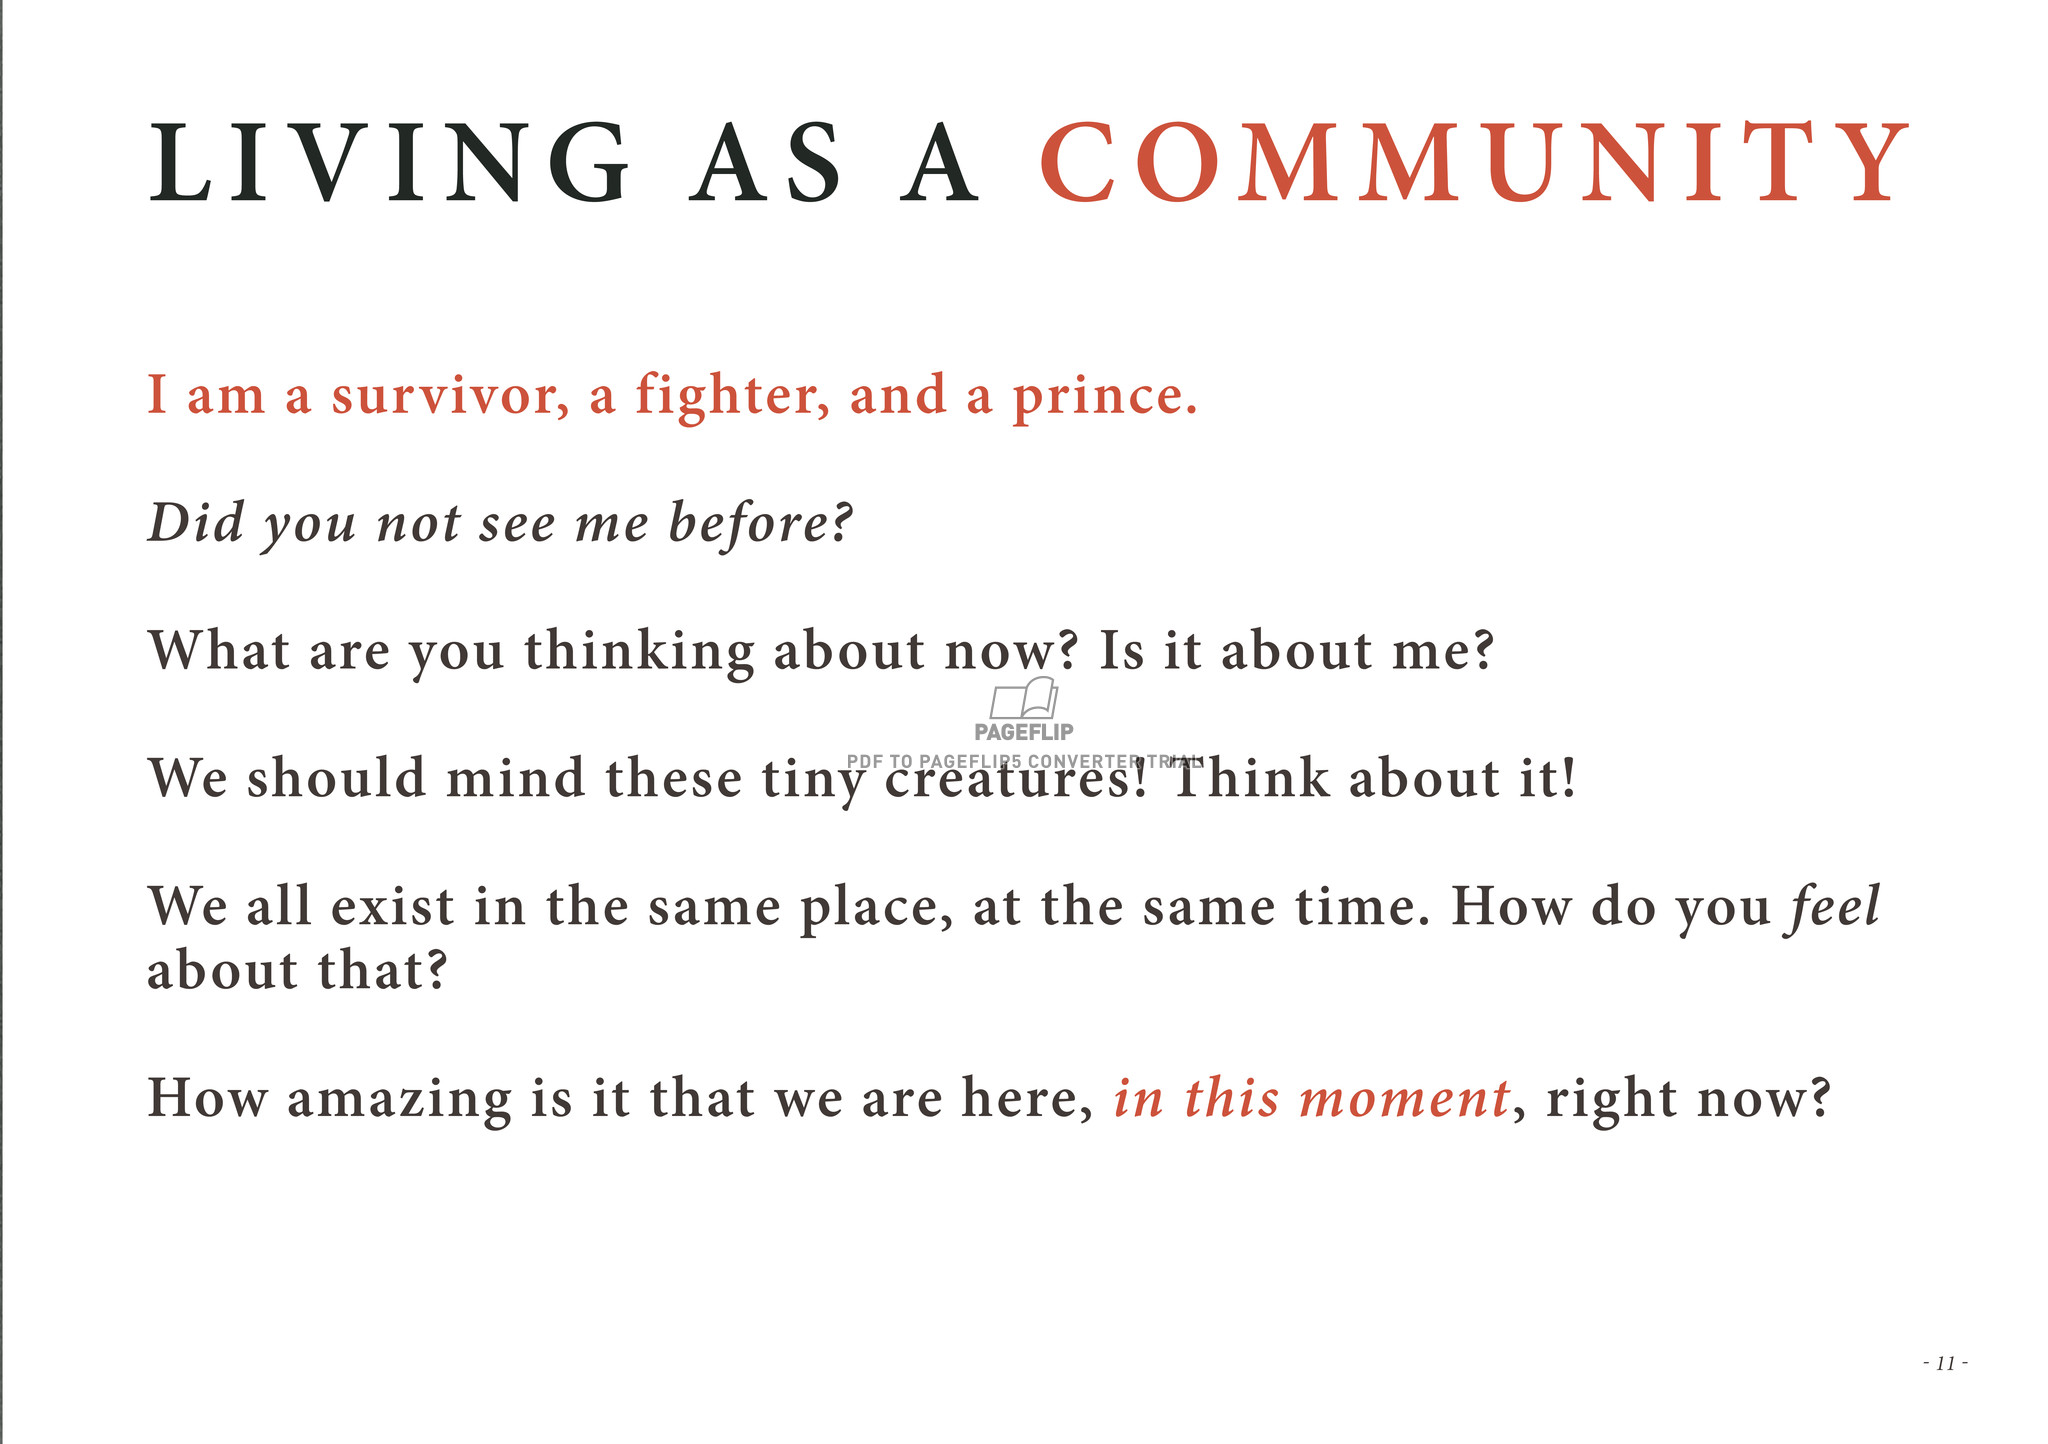 LIVING AS A COMMUNITY
I am a survivor, a fighter, and a prince.
Did you not see me before?
What are you thinking about now? Is it about me?
PAGEFLIP
PDF TO PAGEFLIP5 CONVERTER TRIAL
We should mind these tiny creatures! Think about it!
We all exist in the same place, at the same time. How do you feel
about that?
How amazing is it that we are here, in this moment, right now?
- 11 -